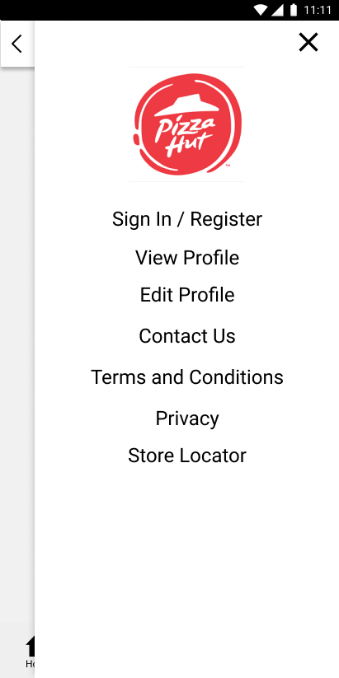 11:11
Pizza
Hut
Sign In / Register
View Profile
Edit Profile
Contact Us
Terms and Conditions
Privacy
Store Locator